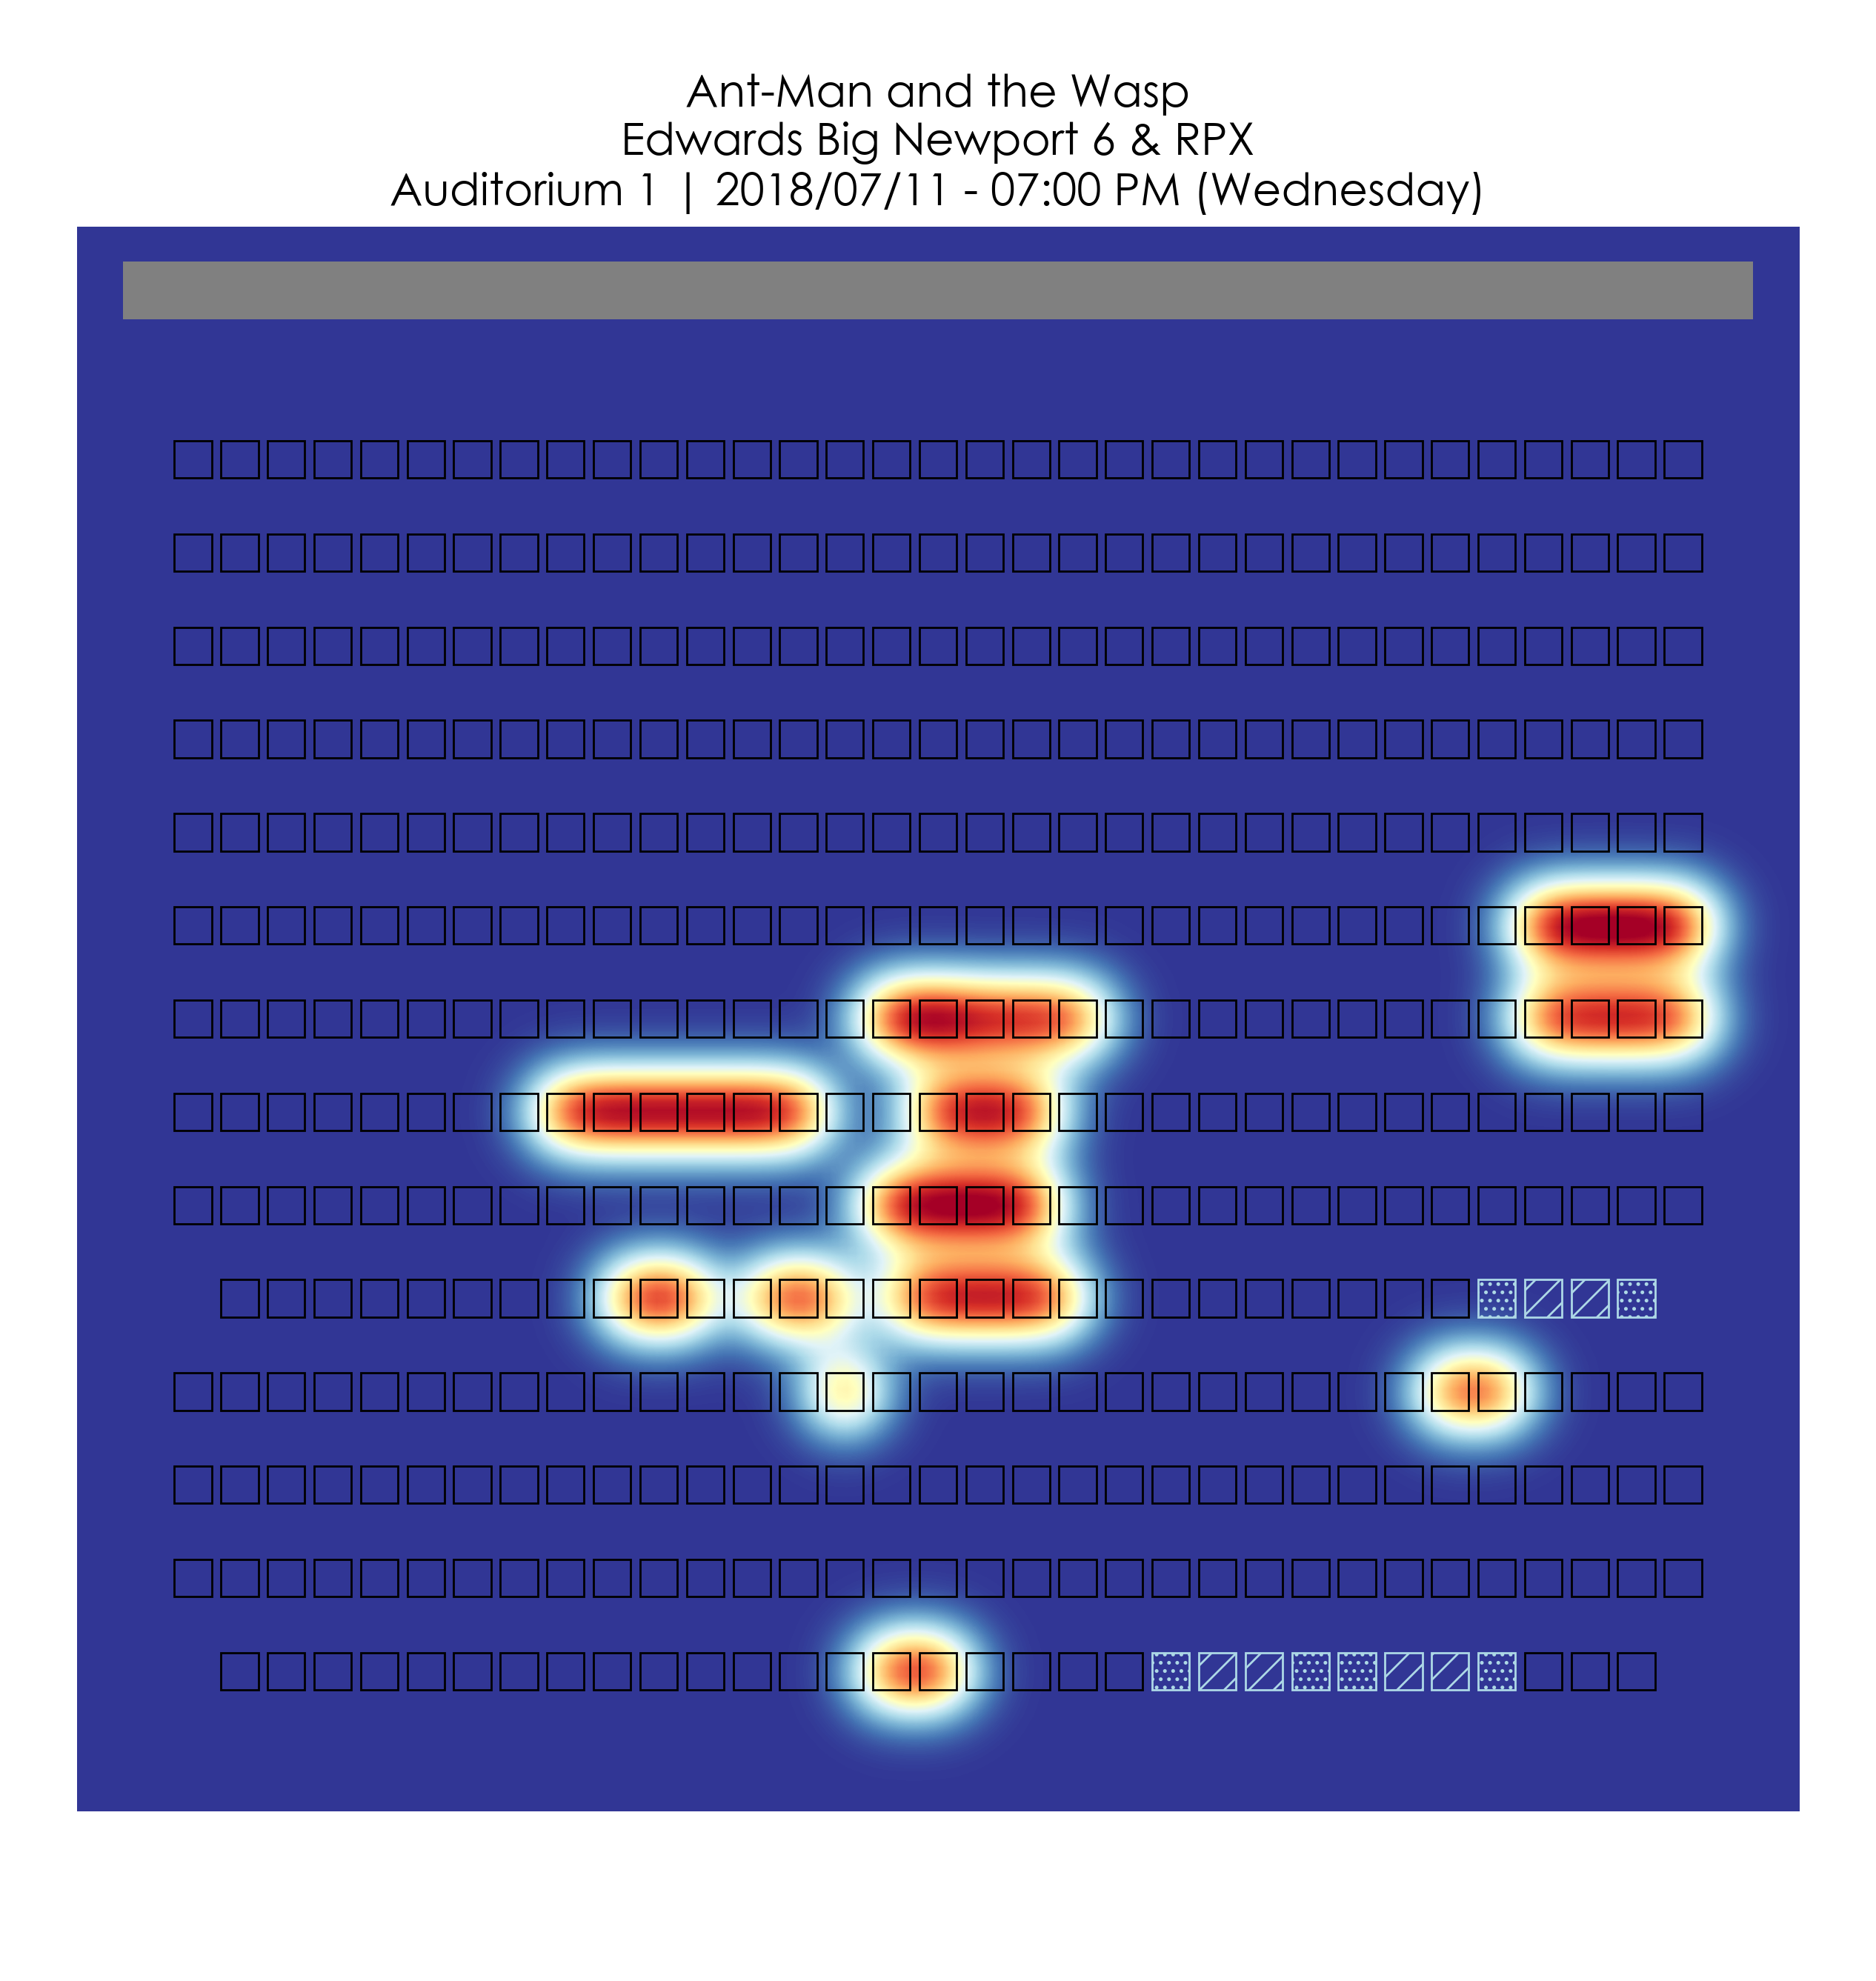 Ant-Man and the Wasp
Edwards Big Newport 6 & RPX
Auditorium 1 | 2018/07/11 - 07:00 PM (Wednesday)